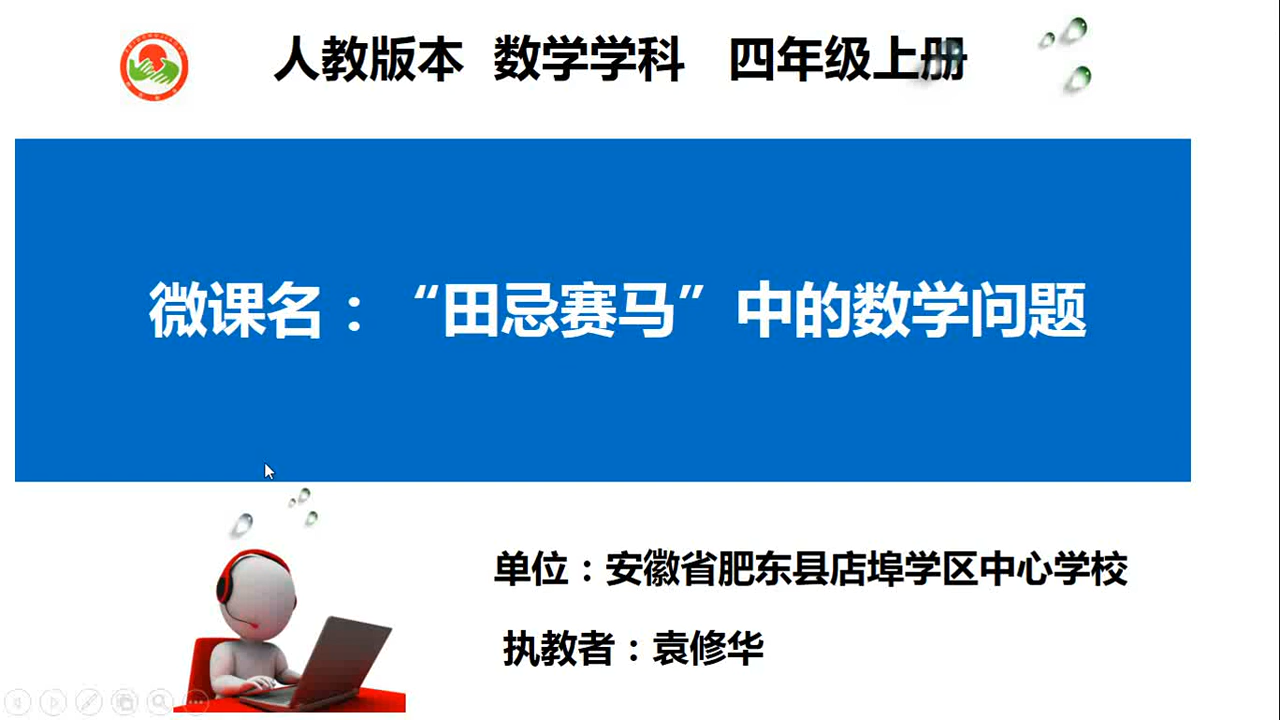 人教版本 数学学科 四年级上册
微课名：“田忌赛马”中的数学问题
单位：安徽省肥东县店埠学区中心学校
执教者：袁修华